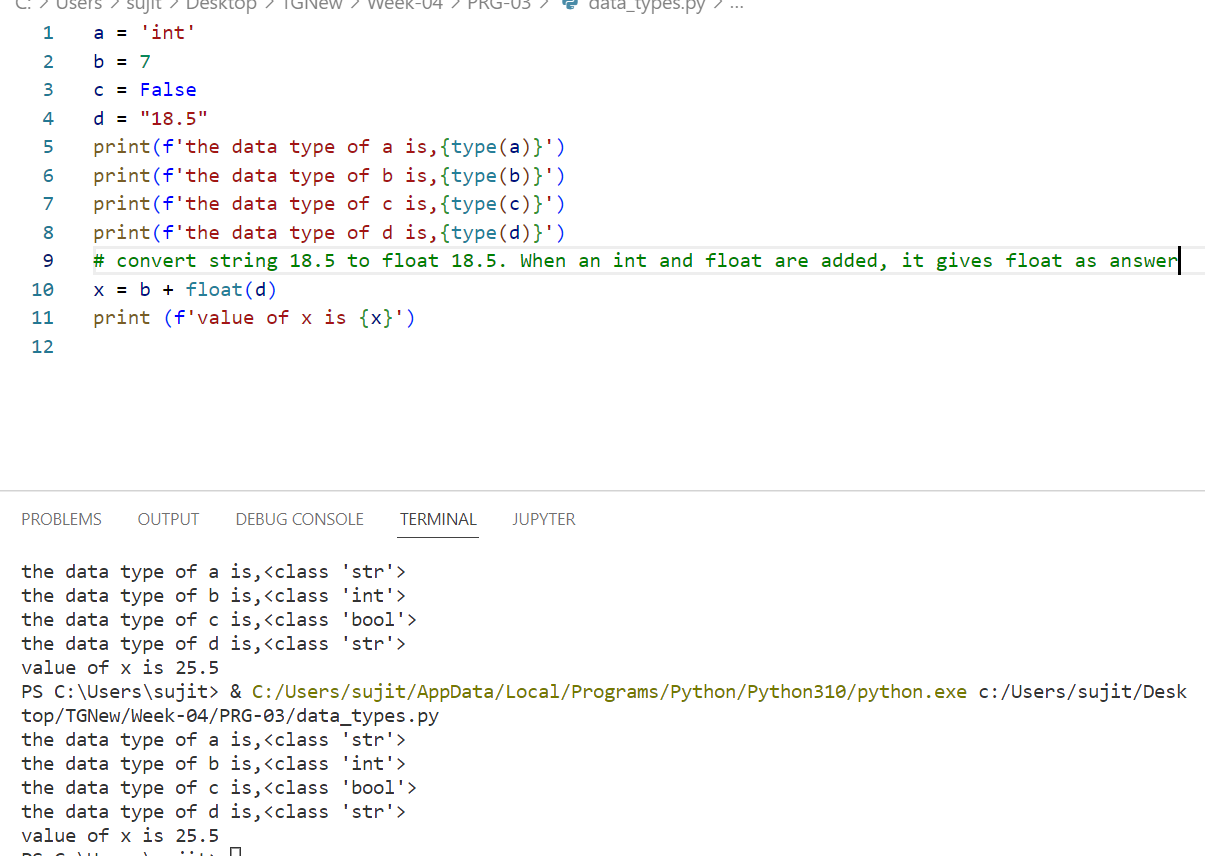 C: > Users > sujit > Desktop > TGNew > Week-04 > PRG-03 > data_types.py > ...
1 a = 'int'
2 b = 7
3 c = False
4 d = "18.5"
5 print(f'the data type of a is,{type(a)}')
6 print(f'the data type of b is,{type(b)}')
7 print(f'the data type of c is,{type(c)}')
8 print(f'the data type of d is,{type(d)}')
9 # convert string 18.5 to float 18.5. When an int and float are added, it gives float as answer
10 x = b + float(d)
11 print (f'value of x is {x}')
12
PROBLEMS OUTPUT DEBUG CONSOLE TERMINAL JUPYTER
the data type of a is,<class 'str'>
the data type of b is,<class 'int'>
the data type of c is,<class 'bool'>
the data type of d is,<class 'str'>
value of x is 25.5
PS C:\Users\sujit> & C:/Users/sujit/AppData/Local/Programs/Python/Python310/python.exe c:/Users/sujit/Desk
top/TGNew/Week-04/PRG-03/data_types.py
the data type of a is,<class 'str'>
the data type of b is,<class 'int'>
the data type of c is,<class 'bool'>
the data type of d is,<class 'str'>
value of x is 25.5
PS C:\Users\sujit>